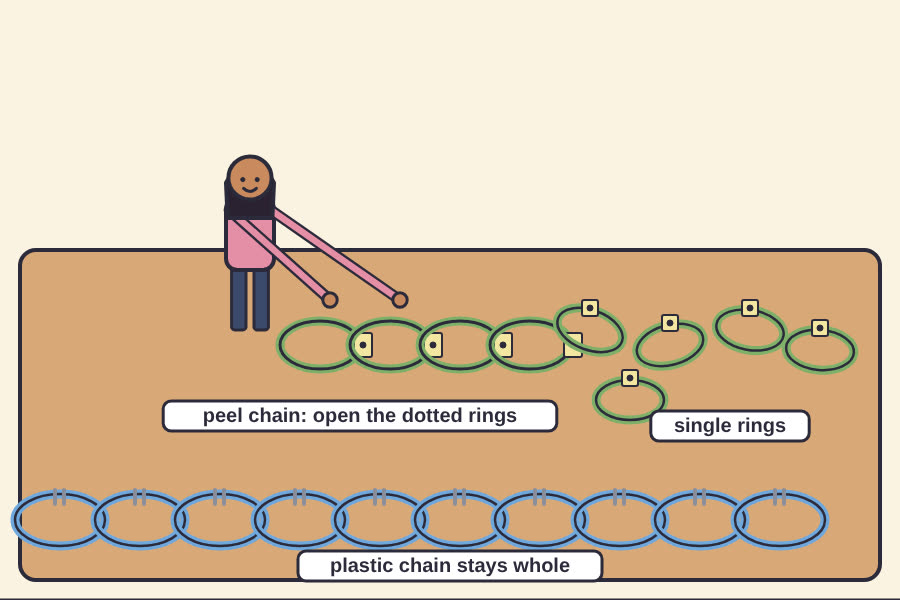 peel chain: open the dotted rings
single rings
plastic chain stays whole